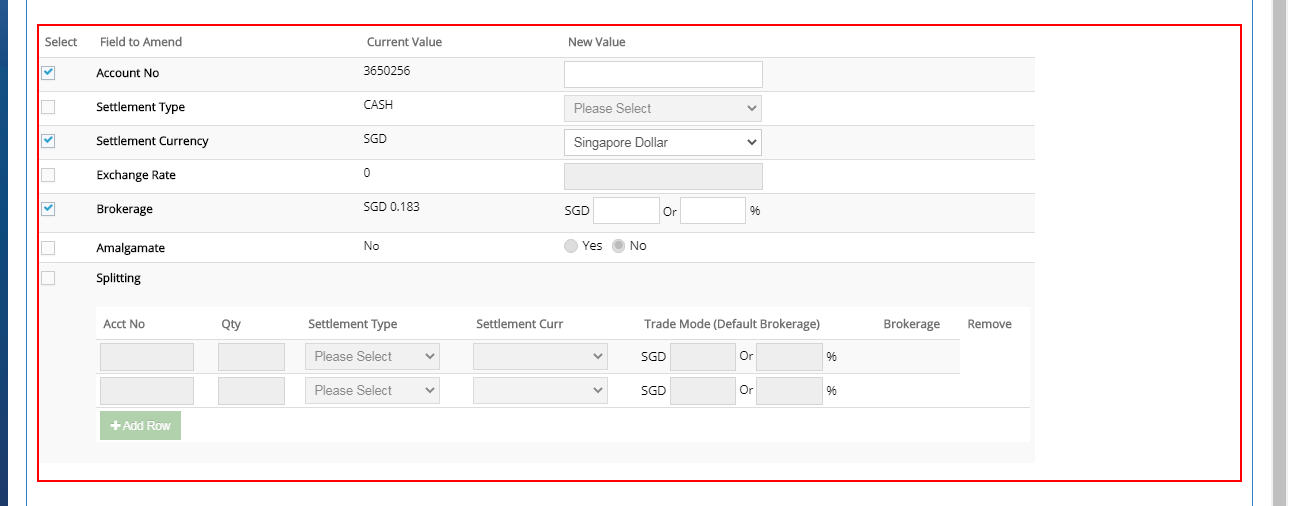 Select Field to Amend Current Value New Value
Account No 3650256
Settlement Type CASH Please Select
Settlement Currency SGD Singapore Dollar
Exchange Rate 0
Brokerage SGD 0.183 SGD Or %
Amalgamate No Yes No
Splitting
Acct No Qty Settlement Type Settlement Curr Trade Mode (Default Brokerage) Brokerage Remove
Please Select SGD Or %
Please Select SGD Or %
+ Add Row